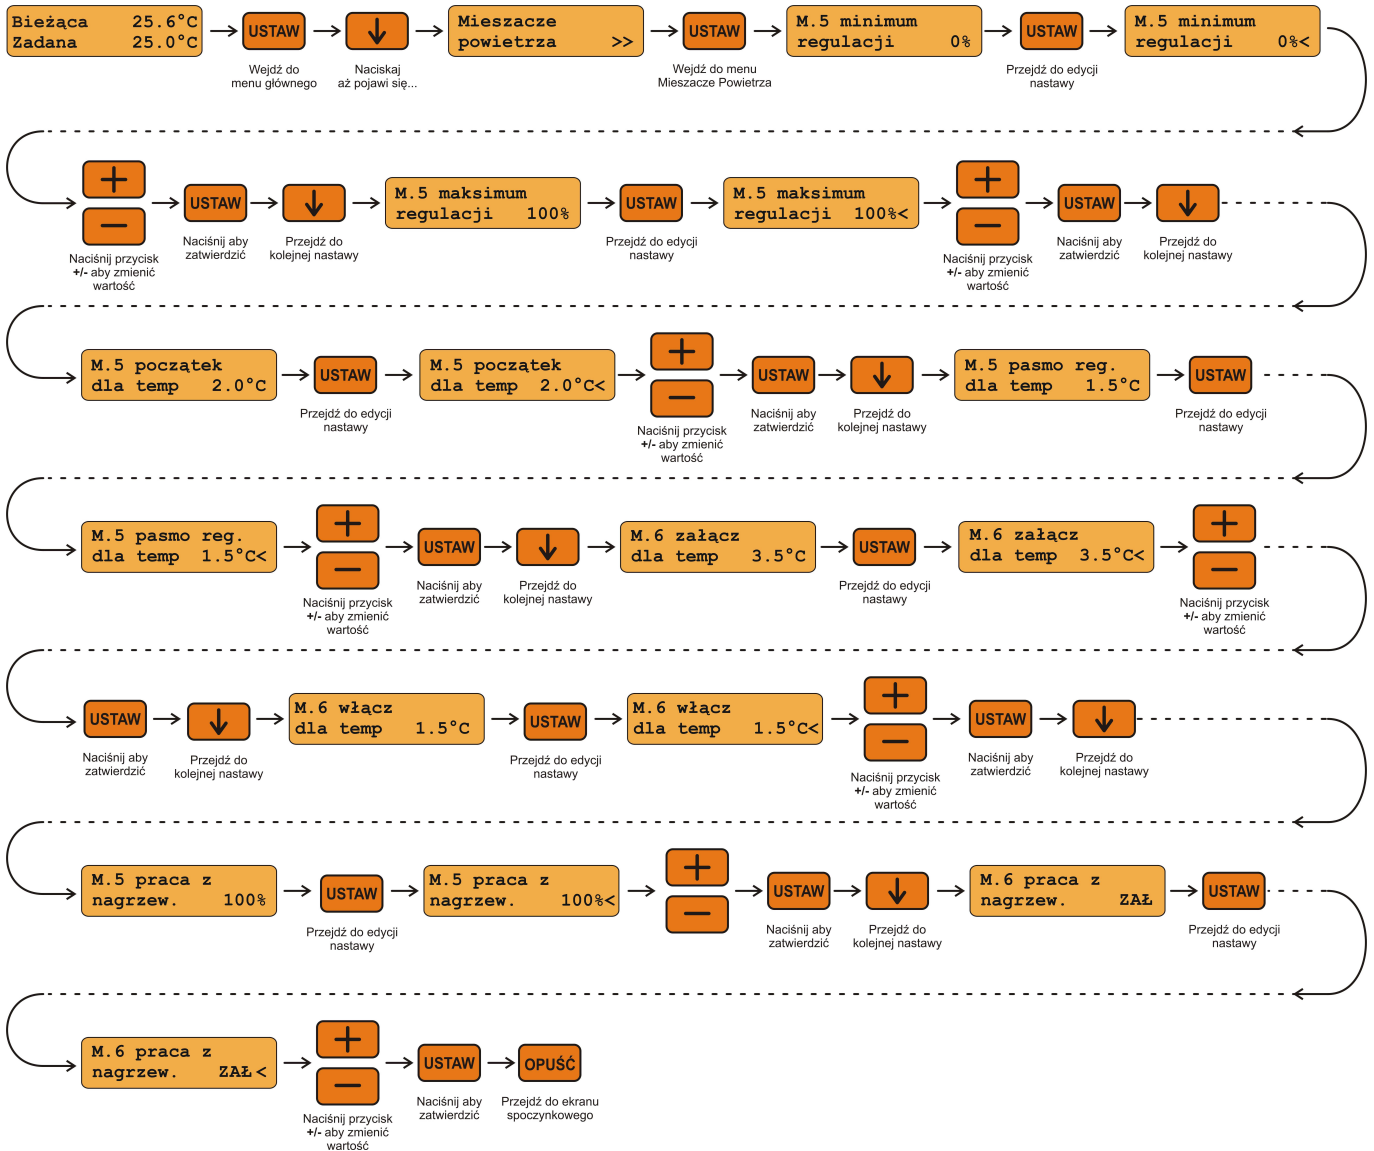 Bieżąca 25.6°C
Zadana 25.0°C
USTAW
Wejdź do
menu głównego
Naciskaj
aż pojawi się...
Mieszacze
powietrza >>
USTAW
Wejdź do menu
Mieszacze Powietrza
M.5 minimum
regulacji 0%
USTAW
Przejdź do edycji
nastawy
M.5 minimum
regulacji 0%<
+
−
Naciśnij przycisk
+/- aby zmienić
wartość
USTAW
Naciśnij aby
zatwierdzić
Przejdź do
kolejnej nastawy
M.5 maksimum
regulacji 100%
USTAW
Przejdź do edycji
nastawy
M.5 maksimum
regulacji 100%<
+
−
Naciśnij przycisk
+/- aby zmienić
wartość
USTAW
Naciśnij aby
zatwierdzić
Przejdź do
kolejnej nastawy
M.5 początek
dla temp 2.0°C
USTAW
Przejdź do edycji
nastawy
M.5 początek
dla temp 2.0°C<
+
−
Naciśnij przycisk
+/- aby zmienić
wartość
USTAW
Naciśnij aby
zatwierdzić
Przejdź do
kolejnej nastawy
M.5 pasmo reg.
dla temp 1.5°C
USTAW
Przejdź do edycji
nastawy
M.5 pasmo reg.
dla temp 1.5°C<
+
−
Naciśnij przycisk
+/- aby zmienić
wartość
USTAW
Naciśnij aby
zatwierdzić
Przejdź do
kolejnej nastawy
M.6 załącz
dla temp 3.5°C
USTAW
Przejdź do edycji
nastawy
M.6 załącz
dla temp 3.5°C<
+
−
Naciśnij przycisk
+/- aby zmienić
wartość
USTAW
Naciśnij aby
zatwierdzić
Przejdź do
kolejnej nastawy
M.6 włącz
dla temp 1.5°C
USTAW
Przejdź do edycji
nastawy
M.6 włącz
dla temp 1.5°C<
+
−
Naciśnij przycisk
+/- aby zmienić
wartość
USTAW
Naciśnij aby
zatwierdzić
Przejdź do
kolejnej nastawy
M.5 praca z
nagrzew. 100%
USTAW
Przejdź do edycji
nastawy
M.5 praca z
nagrzew. 100%<
+
−
USTAW
Naciśnij aby
zatwierdzić
Przejdź do
kolejnej nastawy
M.6 praca z
nagrzew. ZAŁ
USTAW
Przejdź do edycji
nastawy
M.6 praca z
nagrzew. ZAŁ<
+
−
Naciśnij przycisk
+/- aby zmienić
wartość
USTAW
Naciśnij aby
zatwierdzić
OPUŚĆ
Przejdź do ekranu
spoczynkowego